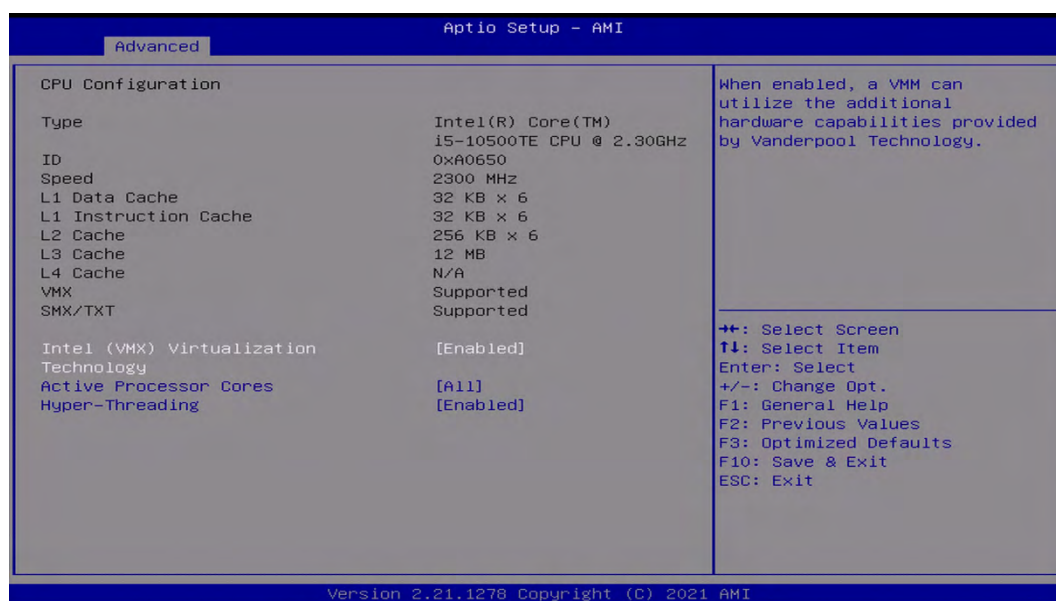 Aptio Setup – AMI
Advanced
CPU Configuration
Type Intel(R) Core(TM)
i5-10500TE CPU @ 2.30GHz
ID 0xA0650
Speed 2300 MHz
L1 Data Cache 32 KB x 6
L1 Instruction Cache 32 KB x 6
L2 Cache 256 KB x 6
L3 Cache 12 MB
L4 Cache N/A
VMX Supported
SMX/TXT Supported
Intel (VMX) Virtualization [Enabled]
Technology
Active Processor Cores [All]
Hyper-Threading [Enabled]
When enabled, a VMM can
utilize the additional
hardware capabilities provided
by Vanderpool Technology.
→←: Select Screen
↑↓: Select Item
Enter: Select
+/-: Change Opt.
F1: General Help
F2: Previous Values
F3: Optimized Defaults
F10: Save & Exit
ESC: Exit
Version 2.21.1278 Copyright (C) 2021 AMI